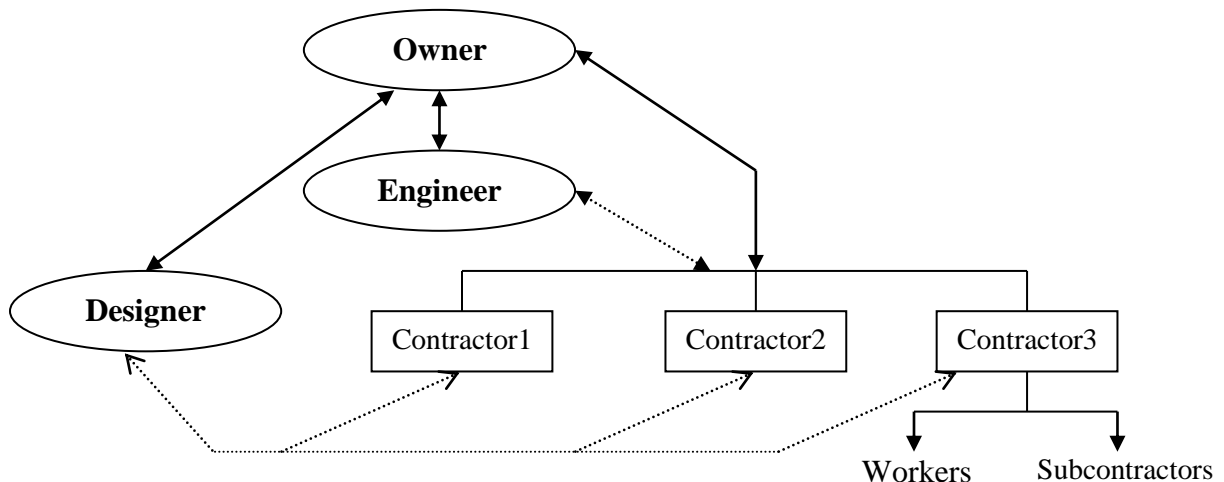 Owner
Engineer
Designer
Contractor1
Contractor2
Contractor3
Workers
Subcontractors